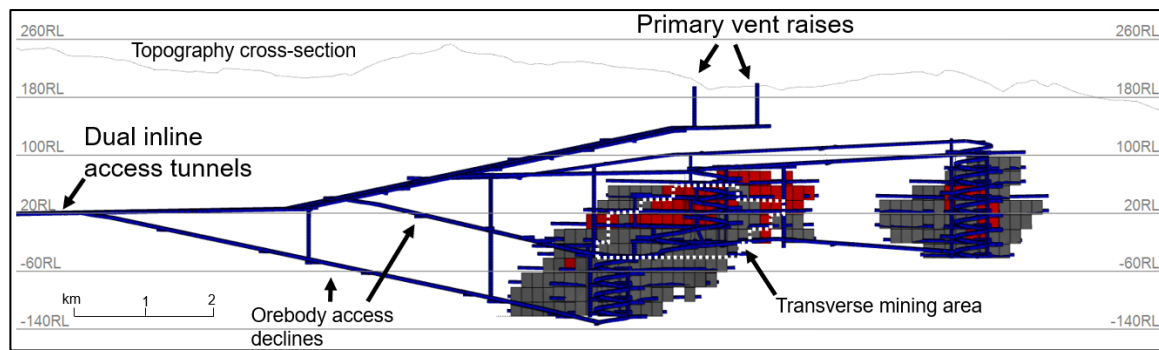 Primary vent raises
260RL
260RL
Topography cross-section
180RL
180RL
Dual inline
access tunnels
100RL
100RL
20RL
20RL
-60RL
-60RL
km
1
2
Orebody access
declines
Transverse mining area
-140RL
-140RL